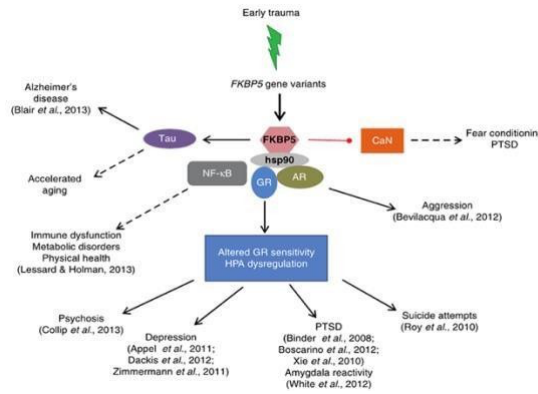 Early trauma
FKBP5 gene variants
Alzheimer's
disease
(Blair et al., 2013)
Tau
FKBP5
CaN
Fear conditionin
PTSD
hsp90
NF-κB
GR
AR
Accelerated
aging
Aggression
(Bevilacqua et al., 2012)
Immune dysfunction
Metabolic disorders
Physical health
(Lessard & Holman, 2013)
Altered GR sensitivity
HPA dysregulation
Psychosis
(Collip et al., 2013)
Depression
(Appel et al., 2011;
Dackis et al., 2012;
Zimmermann et al., 2011)
PTSD
(Binder et al., 2008;
Boscarino et al., 2012;
Xie et al., 2010)
Amygdala reactivity
(White et al., 2012)
Suicide attempts
(Roy et al., 2010)